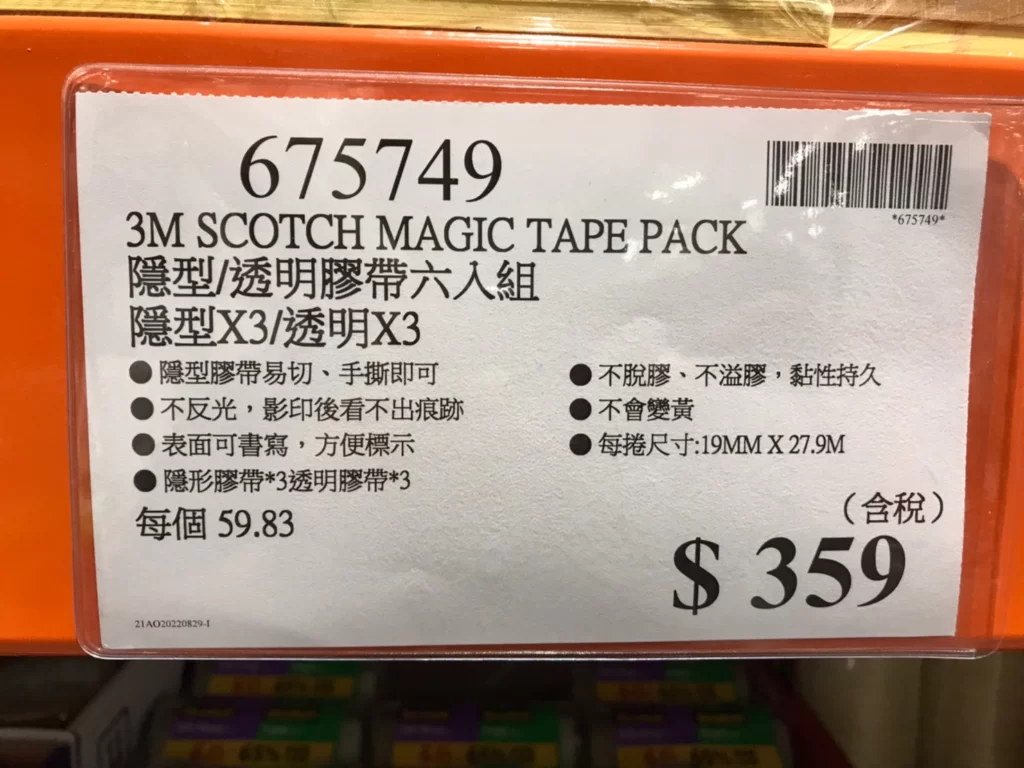 675749
*675749*
3M SCOTCH MAGIC TAPE PACK
隱型/透明膠帶六入組
隱型X3/透明X3
●隱型膠帶易切、手撕即可
●不反光，影印後看不出痕跡
●表面可書寫，方便標示
●隱形膠帶*3透明膠帶*3
●不脫膠、不溢膠，黏性持久
●不會變黃
●每捲尺寸:19MM X 27.9M
每個 59.83
（含稅）
$ 359
21AO20220829-1